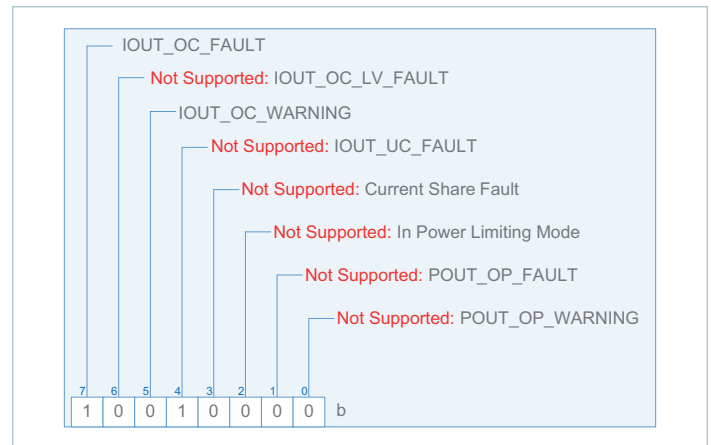 IOUT_OC_FAULT
Not Supported: IOUT_OC_LV_FAULT
IOUT_OC_WARNING
Not Supported: IOUT_UC_FAULT
Not Supported: Current Share Fault
Not Supported: In Power Limiting Mode
Not Supported: POUT_OP_FAULT
Not Supported: POUT_OP_WARNING
7 6 5 4 3 2 1 0
1 0 0 1 0 0 0 0 b